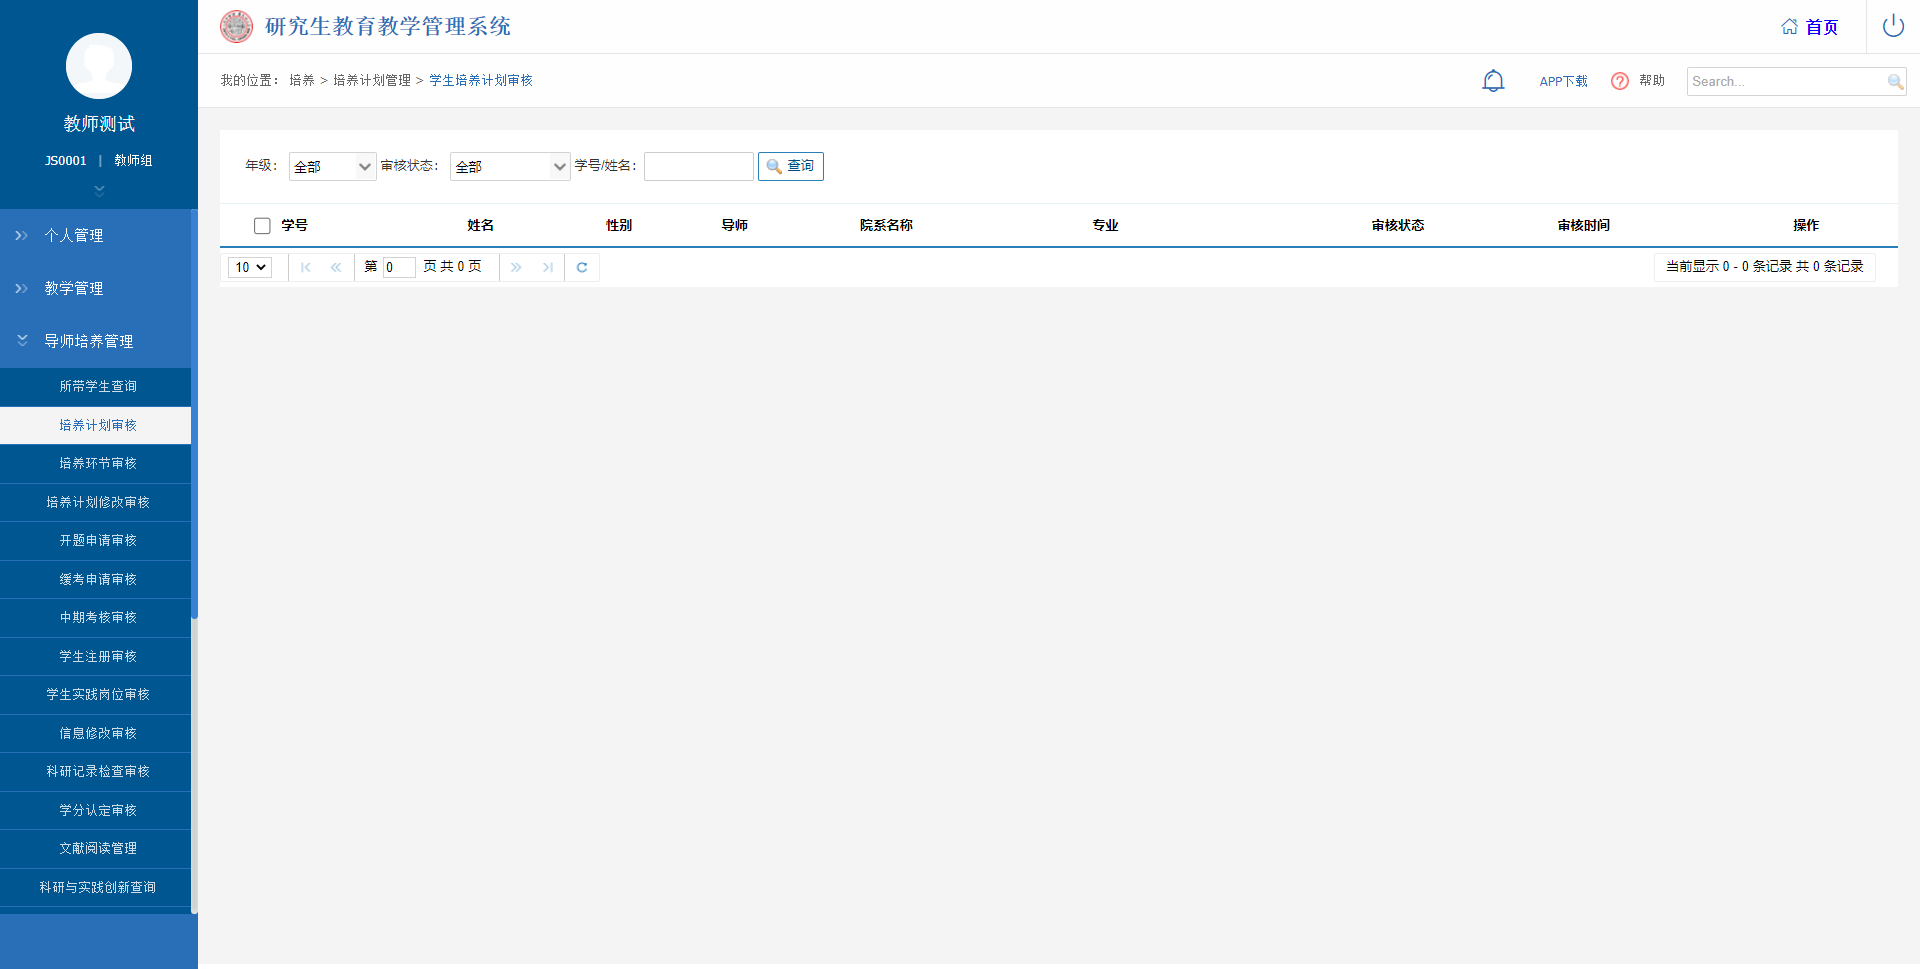 研究生教育教学管理系统
首页
我的位置： 培养 > 培养计划管理 > 学生培养计划审核
APP下载
帮助
Search...
教师测试
JS0001 | 教师组
个人管理
教学管理
导师培养管理
所带学生查询
培养计划审核
培养环节审核
培养计划修改审核
开题申请审核
缓考申请审核
中期考核审核
学生注册审核
学生实践岗位审核
信息修改审核
科研记录检查审核
学分认定审核
文献阅读管理
科研与实践创新查询
年级： 全部 审核状态： 全部 学号/姓名： 查询
学号 姓名 性别 导师 院系名称 专业 审核状态 审核时间 操作
10 第 0 页 共 0 页
当前显示 0 - 0 条记录 共 0 条记录